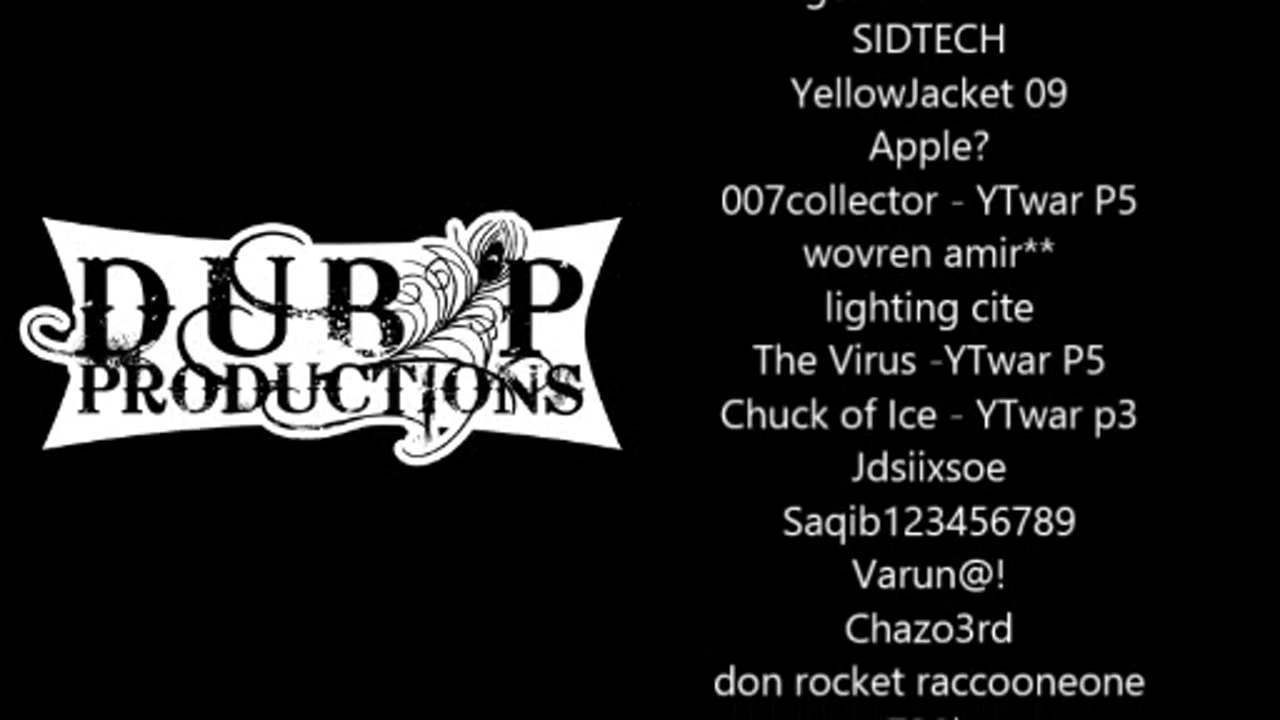 DUB P
PRODUCTIONS
SIDTECH
YellowJacket 09
Apple?
007collector - YTwar P5
wovren amir**
lighting cite
The Virus -YTwar P5
Chuck of Ice - YTwar p3
Jdsiixsoe
Saqib123456789
Varun@!
Chazo3rd
don rocket raccooneone